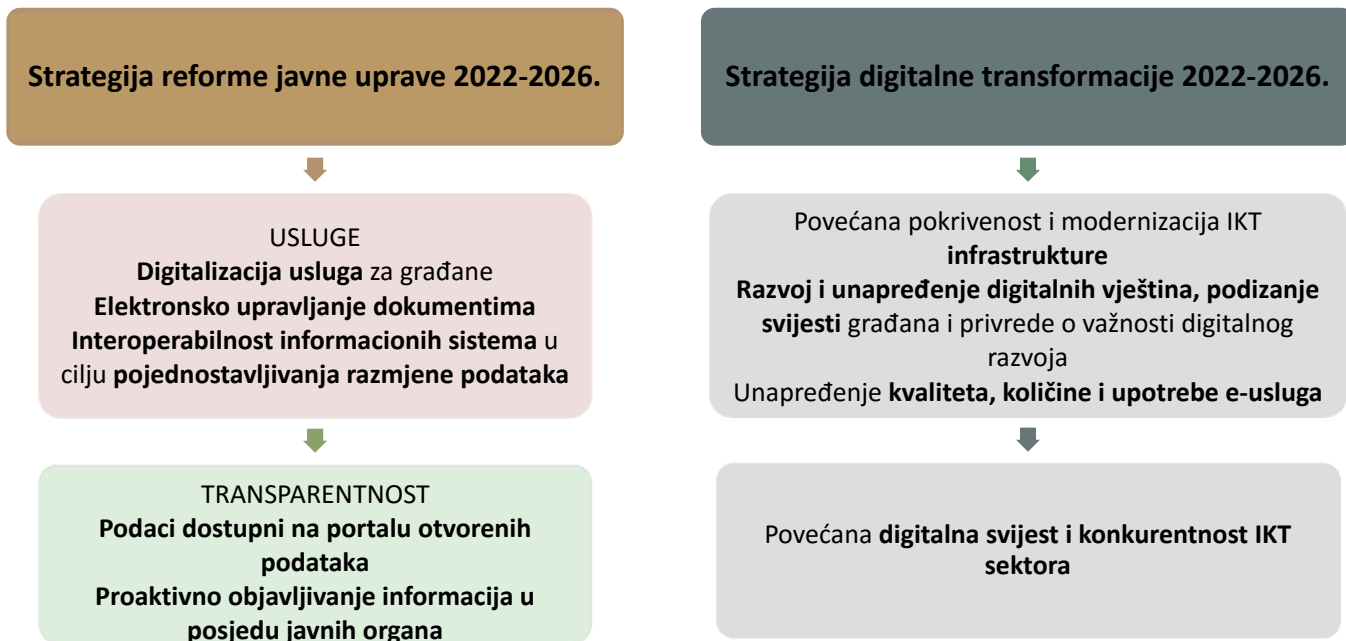 Strategija reforme javne uprave 2022-2026.
USLUGE
Digitalizacija usluga za građane
Elektronsko upravljanje dokumentima
Interoperabilnost informacionih sistema u
cilju pojednostavljivanja razmjene podataka
TRANSPARENTNOST
Podaci dostupni na portalu otvorenih
podataka
Proaktivno objavljivanje informacija u
posjedu javnih organa
Strategija digitalne transformacije 2022-2026.
Povećana pokrivenost i modernizacija IKT
infrastrukture
Razvoj i unapređenje digitalnih vještina, podizanje
svijesti građana i privrede o važnosti digitalnog
razvoja
Unapređenje kvaliteta, količine i upotrebe e-usluga
Povećana digitalna svijest i konkurentnost IKT
sektora